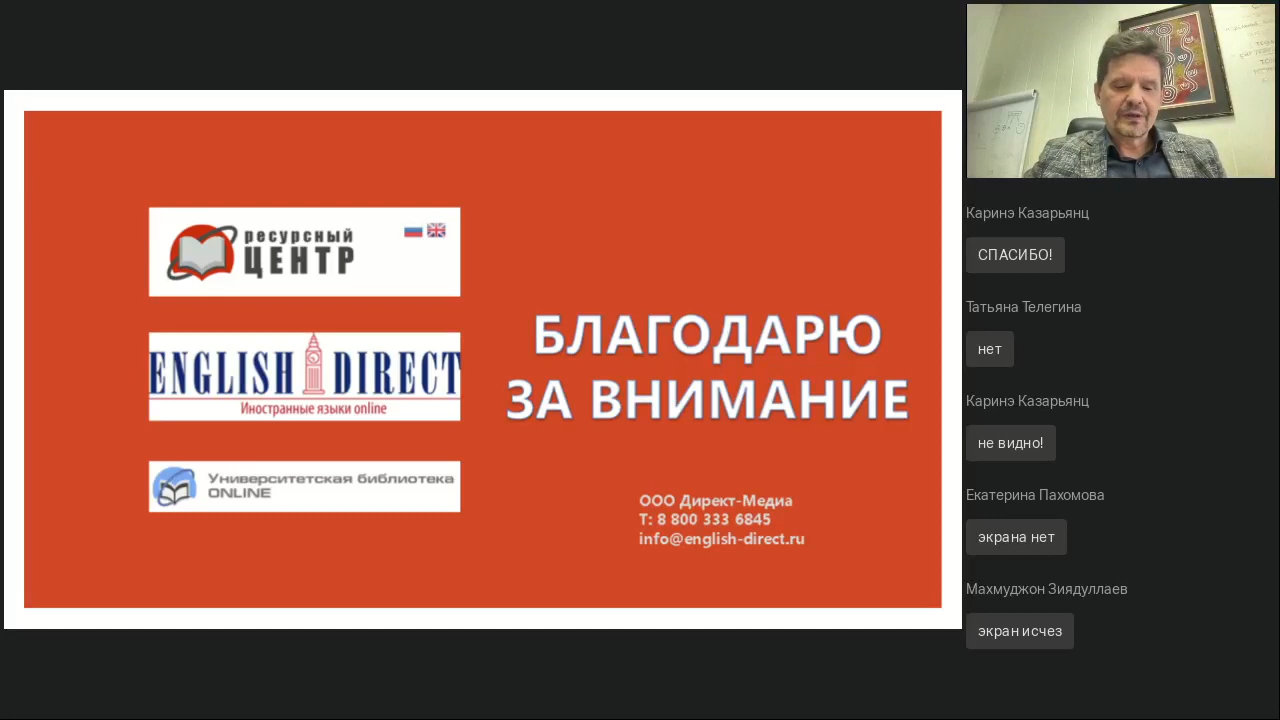 ресурсный
ЦЕНТР
ENGLISH DIRECT
Иностранные языки online
Университетская библиотека
ONLINE
БЛАГОДАРЮ
ЗА ВНИМАНИЕ
ООО Директ-Медиа
Т: 8 800 333 6845
info@english-direct.ru
Каринэ Казарьянц
СПАСИБО!
Татьяна Телегина
нет
Каринэ Казарьянц
не видно!
Екатерина Пахомова
экрана нет
Махмуджон Зиядуллаев
экран исчез